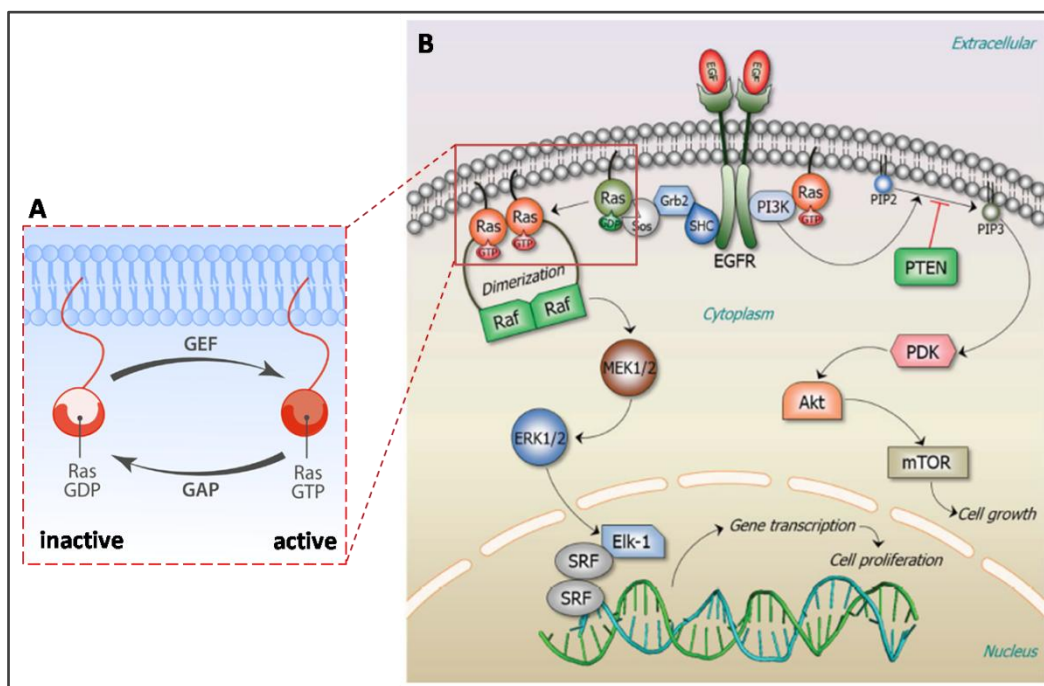 A
GEF
Ras
GDP
GAP
Ras
GTP
inactive
active
B
Extracellular
EGF
EGF
Ras
GTP
Ras
GTP
Ras
GDP
Sos
Grb2
SHC
EGFR
PI3K
Ras
GTP
PIP2
PIP3
PTEN
Dimerization
Raf
Raf
Cytoplasm
MEK1/2
PDK
Akt
ERK1/2
mTOR
Cell growth
Elk-1
Gene transcription
SRF
Cell proliferation
SRF
Nucleus